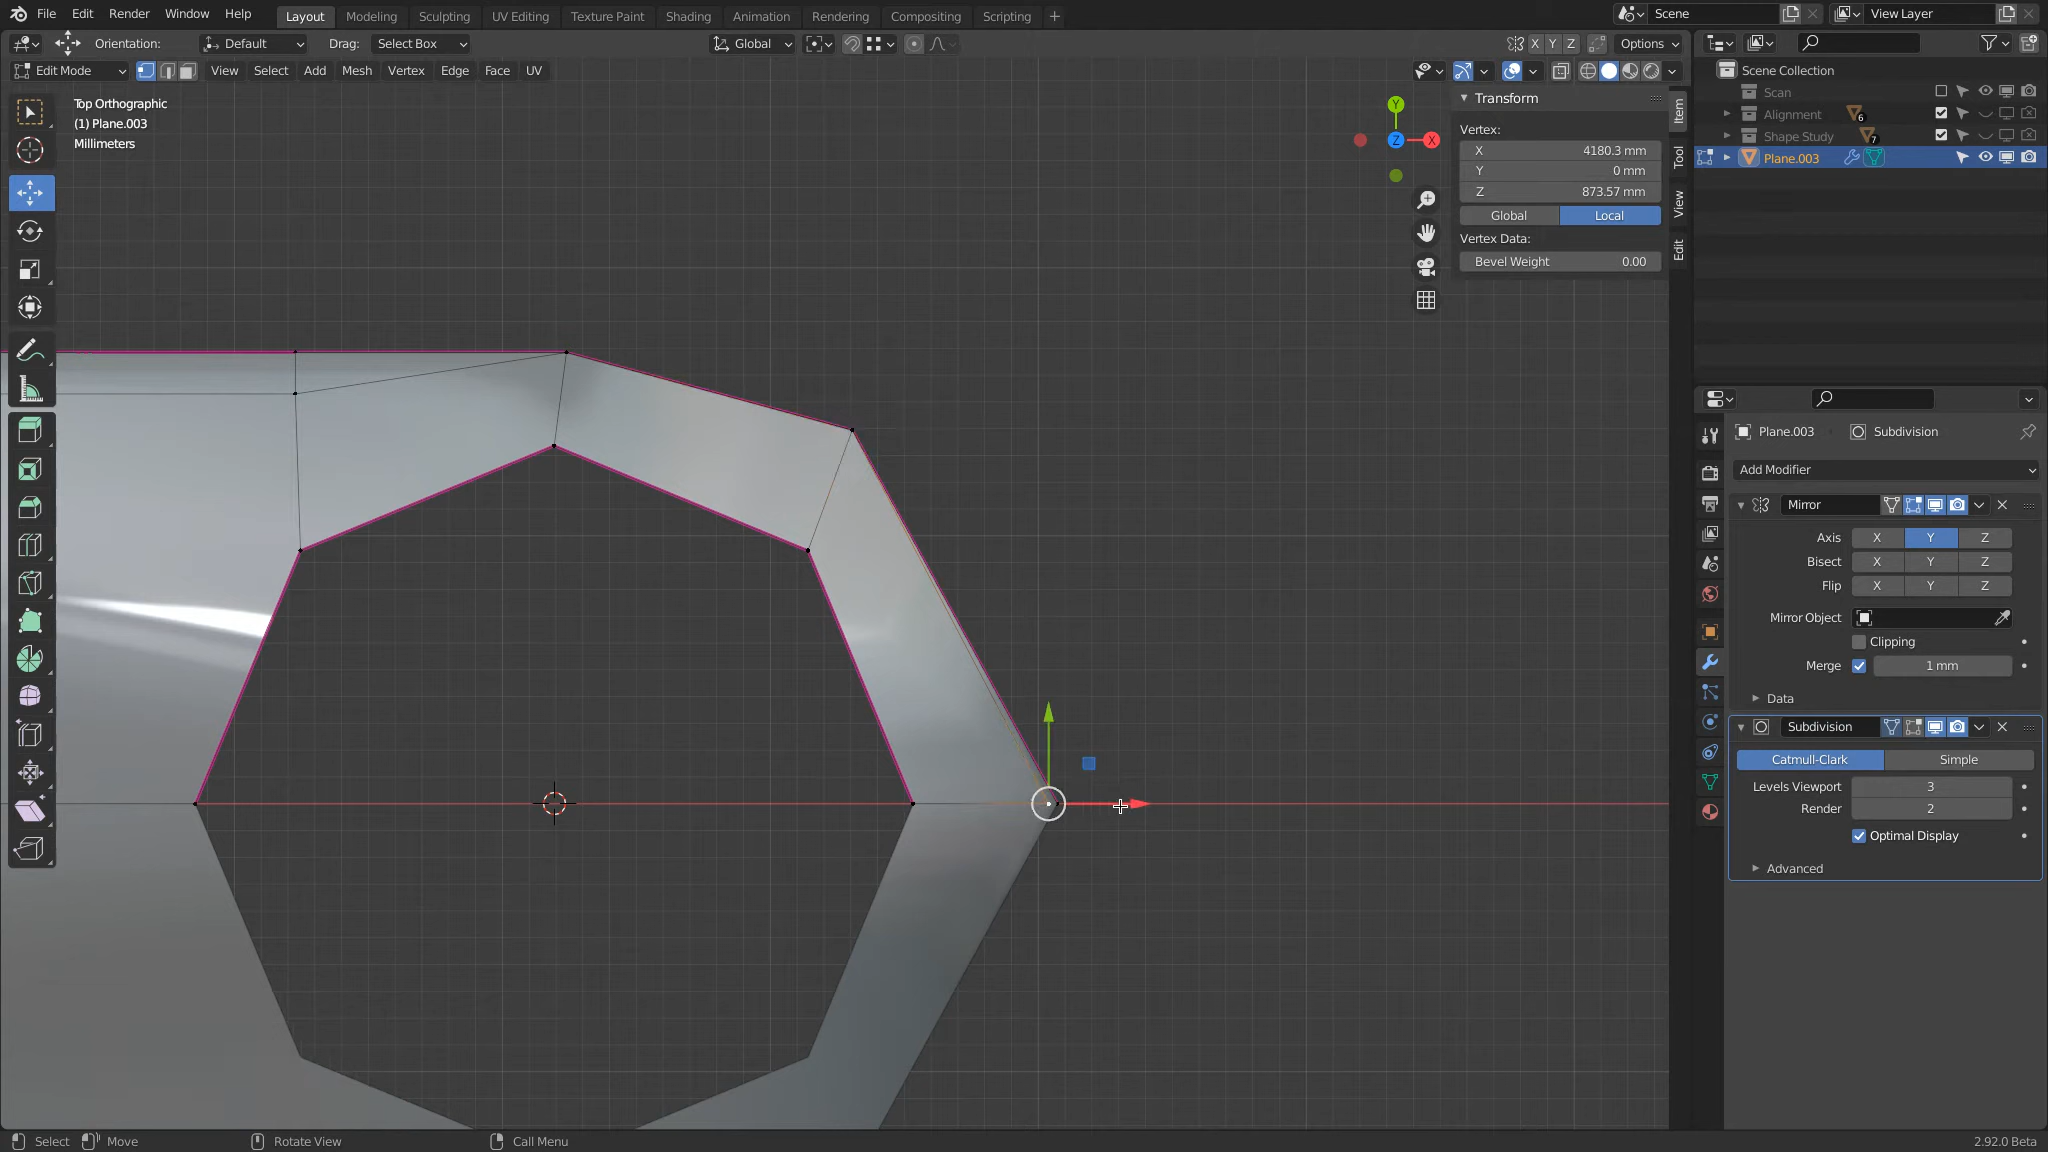 File Edit Render Window Help Layout Modeling Sculpting UV Editing Texture Paint Shading Animation Rendering Compositing Scripting + Scene View Layer
Orientation: Default Drag: Select Box Global X Y Z Options
Edit Mode View Select Add Mesh Vertex Edge Face UV
Top Orthographic
(1) Plane.003
Millimeters
Y
Z
X
Transform
Vertex:
X 4180.3 mm
Y 0 mm
Z 873.57 mm
Global Local
Vertex Data:
Bevel Weight 0.00
Item
Tool
View
Edit
Scene Collection
Scan
Alignment 6
Shape Study 7
Plane.003
Plane.003 Subdivision
Add Modifier
Mirror
Axis X Y Z
Bisect X Y Z
Flip X Y Z
Mirror Object
Clipping
Merge 1 mm
Data
Subdivision
Catmull-Clark Simple
Levels Viewport 3
Render 2
Optimal Display
Advanced
Select Move Rotate View Call Menu 2.92.0 Beta